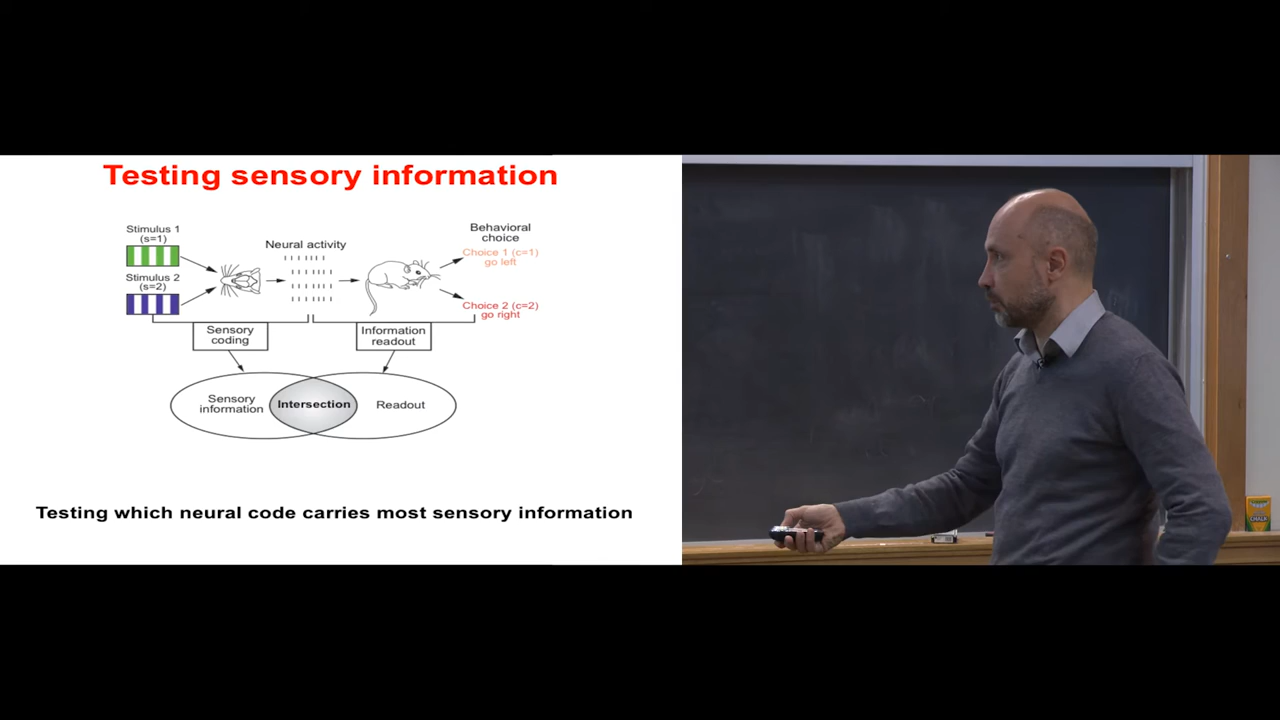 Testing sensory information
Stimulus 1
(s=1)
Stimulus 2
(s=2)
Neural activity
Behavioral
choice
Choice 1 (c=1)
go left
Choice 2 (c=2)
go right
Sensory
coding
Information
readout
Sensory
information
Intersection
Readout
Testing which neural code carries most sensory information
CHALK